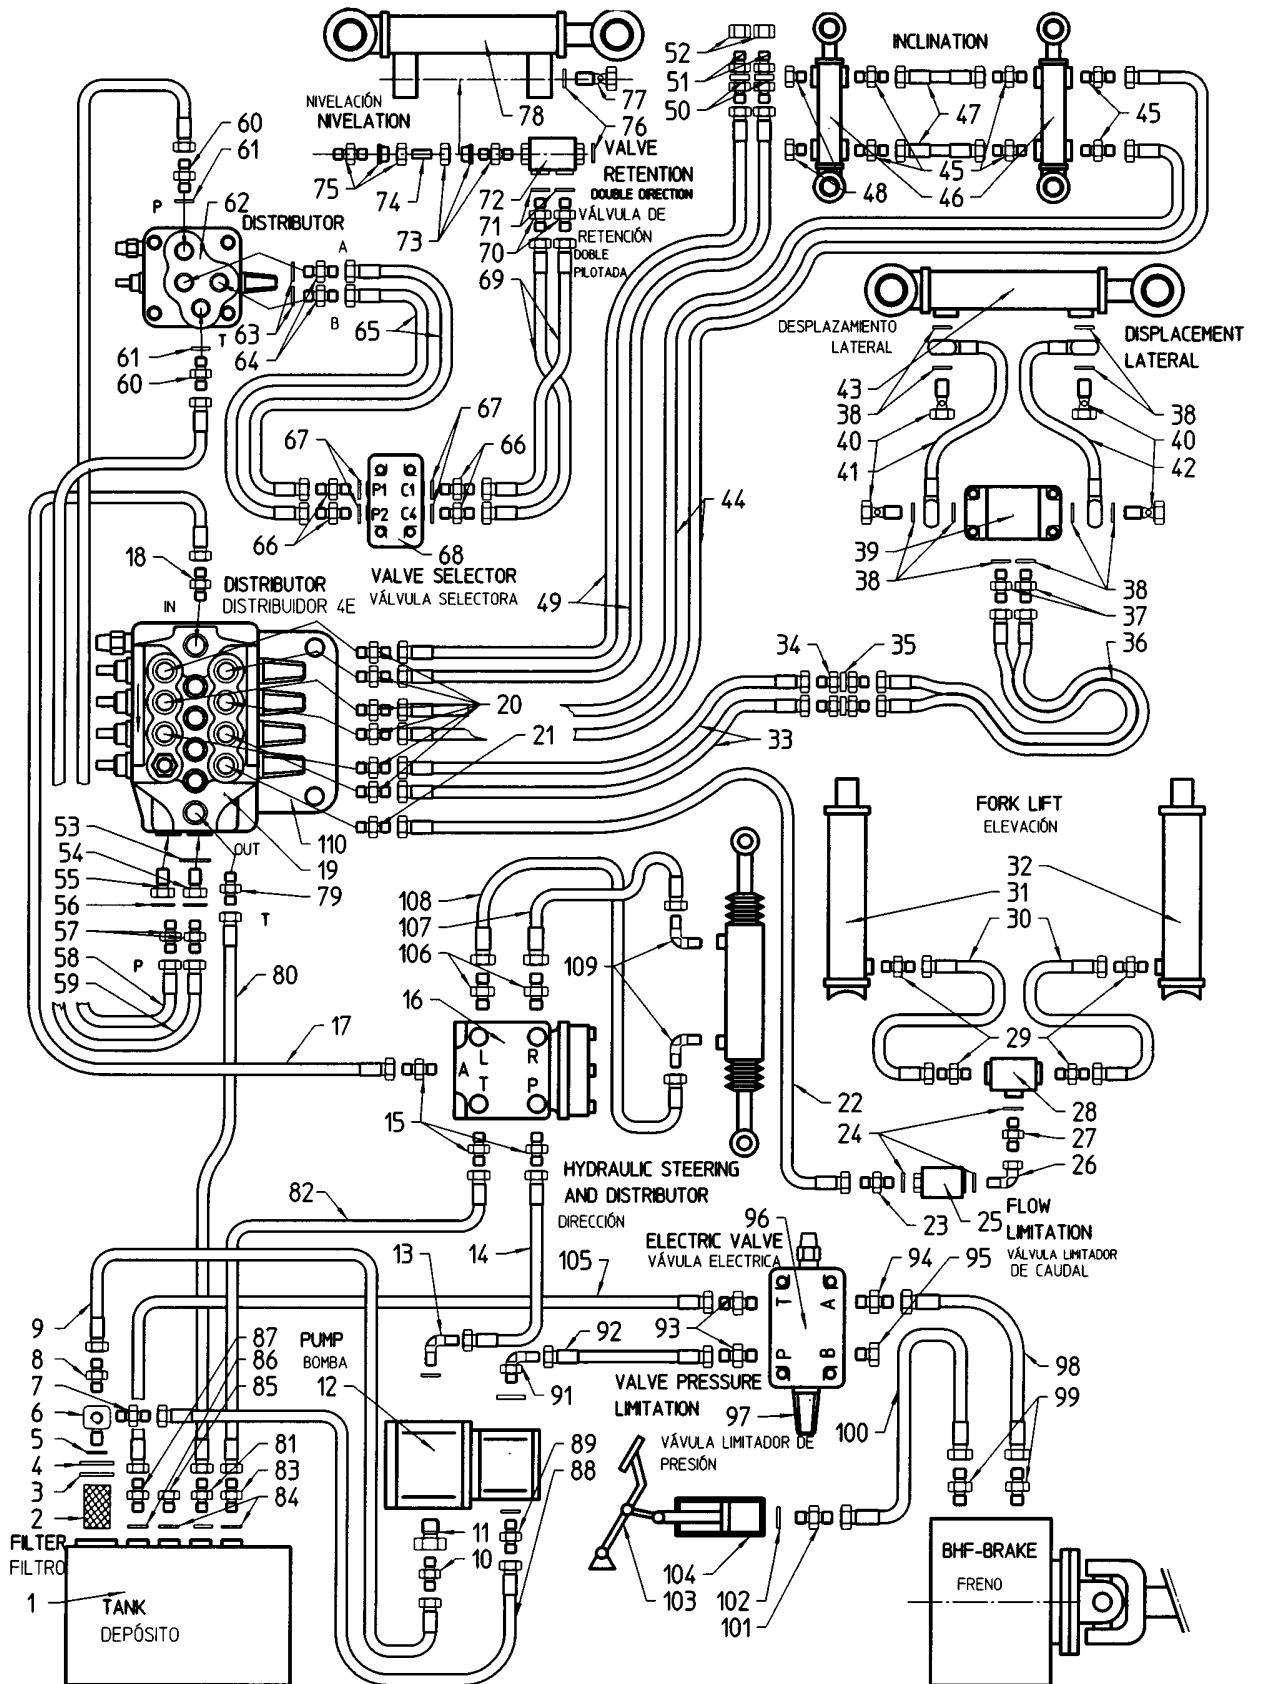 52
51
50
INCLINATION
77
78
76
NIVELACIÓN
NIVELATION
VALVE
60
61
62
P
DISTRIBUTOR
75
74
73
72
71
70
RETENTION
DOUBLE DIRECTION
VÁLVULA DE
RETENCIÓN
DOBLE
PILOTADA
47
45
45
46
48
A
B
T
63
64
65
61
60
69
DESPLAZAMIENTO
LATERAL
DISPLACEMENT
LATERAL
43
38
40
41
38
40
42
67
66
67
66
P1
C1
P2
C4
68
VALVE SELECTOR
VÁLVULA SELECTORA
44
39
38
38
37
36
18
DISTRIBUTOR
DISTRIBUIDOR 4E
IN
49
34
35
20
21
33
53
54
55
56
57
58
59
OUT
110
19
79
T
P
80
FORK LIFT
ELEVACIÓN
32
31
30
108
107
106
109
16
17
L
R
A
T
P
15
29
28
27
26
22
24
23
25
FLOW
LIMITATION
VÁLVULA LIMITADOR
DE CAUDAL
HYDRAULIC STEERING
AND DISTRIBUTOR
DIRECCIÓN
82
13
14
105
96
ELECTRIC VALVE
VÁVULA ELECTRICA
94
95
T
A
P
B
93
92
91
98
99
100
9
8
7
6
5
4
3
2
87
86
85
PUMP
BOMBA
12
VALVE PRESSURE
LIMITATION
97
VÁVULA LIMITADOR DE
PRESIÓN
81
83
84
89
88
11
10
FILTER
FILTRO
1
TANK
DEPÓSITO
104
103
102
101
BHF-BRAKE
FRENO